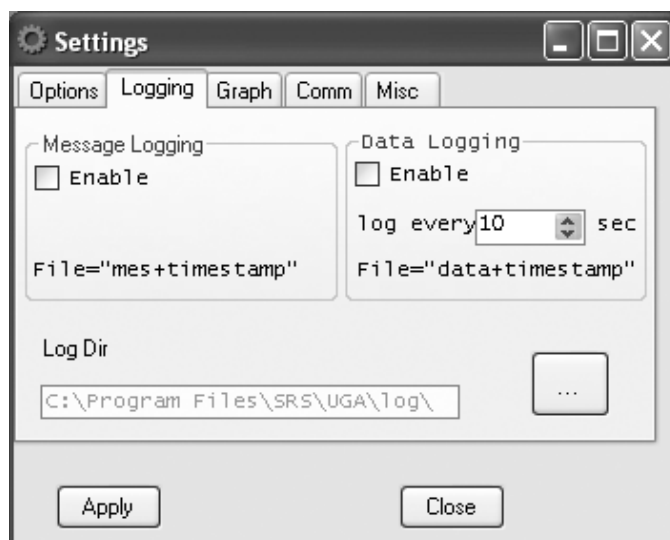 Settings
Options Logging Graph Comm Misc
Message Logging
Enable
File="mes+timestamp"
Data Logging
Enable
log every 10 sec
File="data+timestamp"
Log Dir
C:\Program Files\SRS\UGA\log\
...
Apply
Close